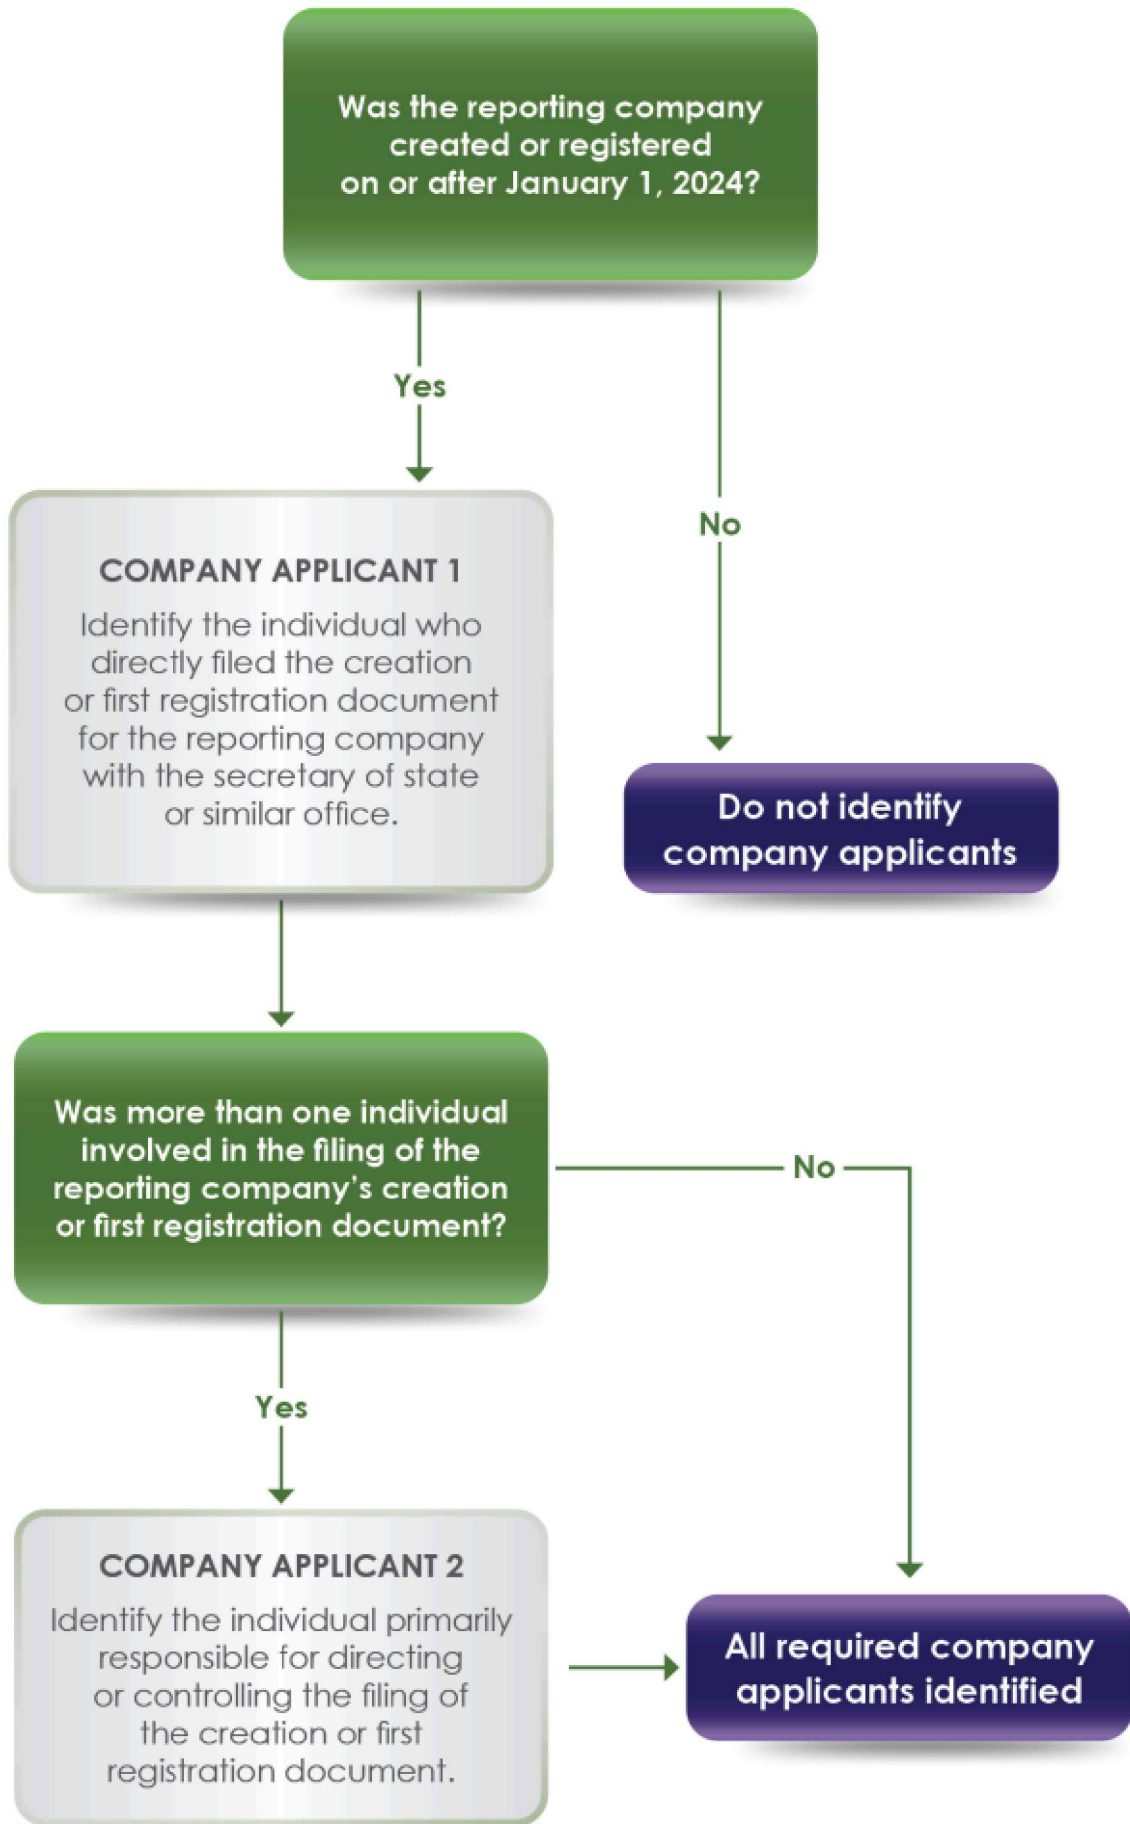 Was the reporting company
created or registered
on or after January 1, 2024?
Yes
No
COMPANY APPLICANT 1
Identify the individual who
directly filed the creation
or first registration document
for the reporting company
with the secretary of state
or similar office.
Do not identify
company applicants
Was more than one individual
involved in the filing of the
reporting company’s creation
or first registration document?
No
Yes
COMPANY APPLICANT 2
Identify the individual primarily
responsible for directing
or controlling the filing of
the creation or first
registration document.
All required company
applicants identified